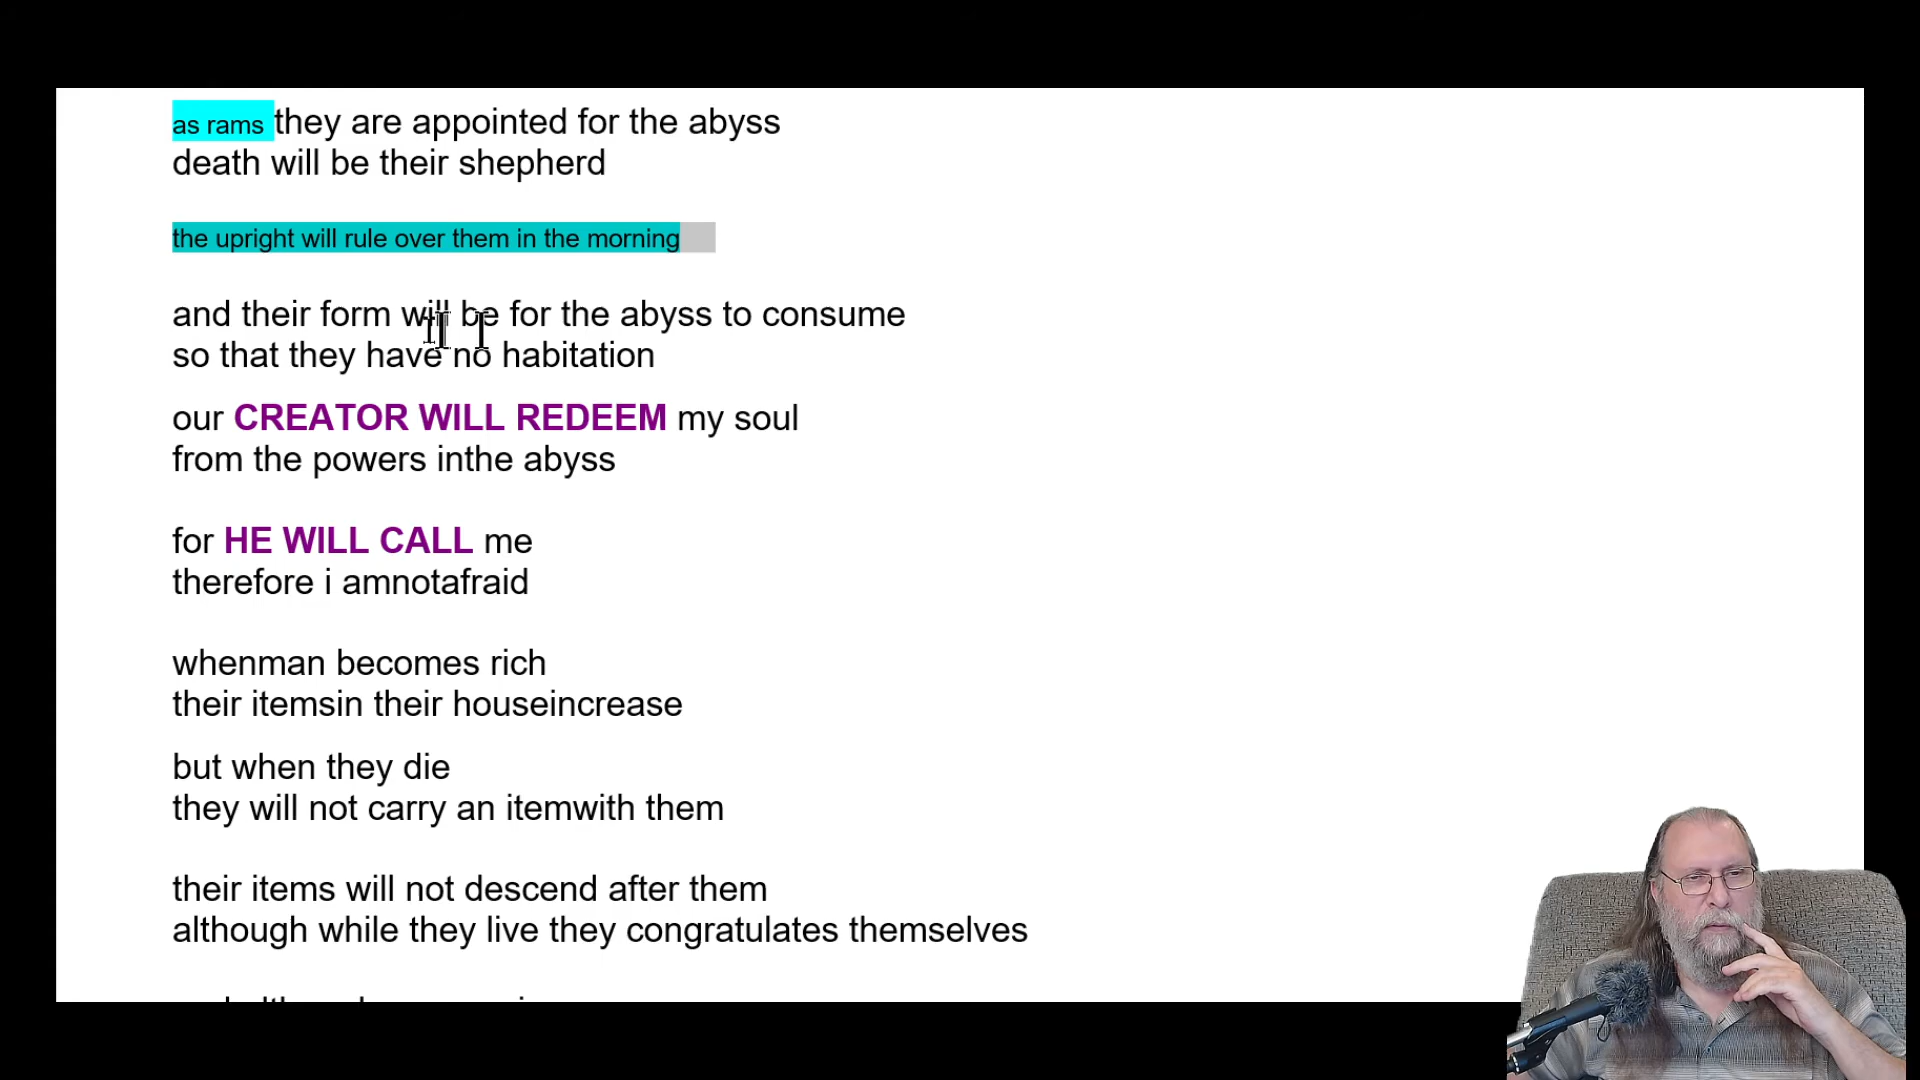 as rams they are appointed for the abyss
death will be their shepherd
the upright will rule over them in the morning
and their form will be for the abyss to consume
so that they have no habitation
our CREATOR WILL REDEEM my soul
from the powers inthe abyss
for HE WILL CALL me
therefore i amnotafraid
whenman becomes rich
their itemsin their houseincrease
but when they die
they will not carry an itemwith them
their items will not descend after them
although while they live they congratulates themselves